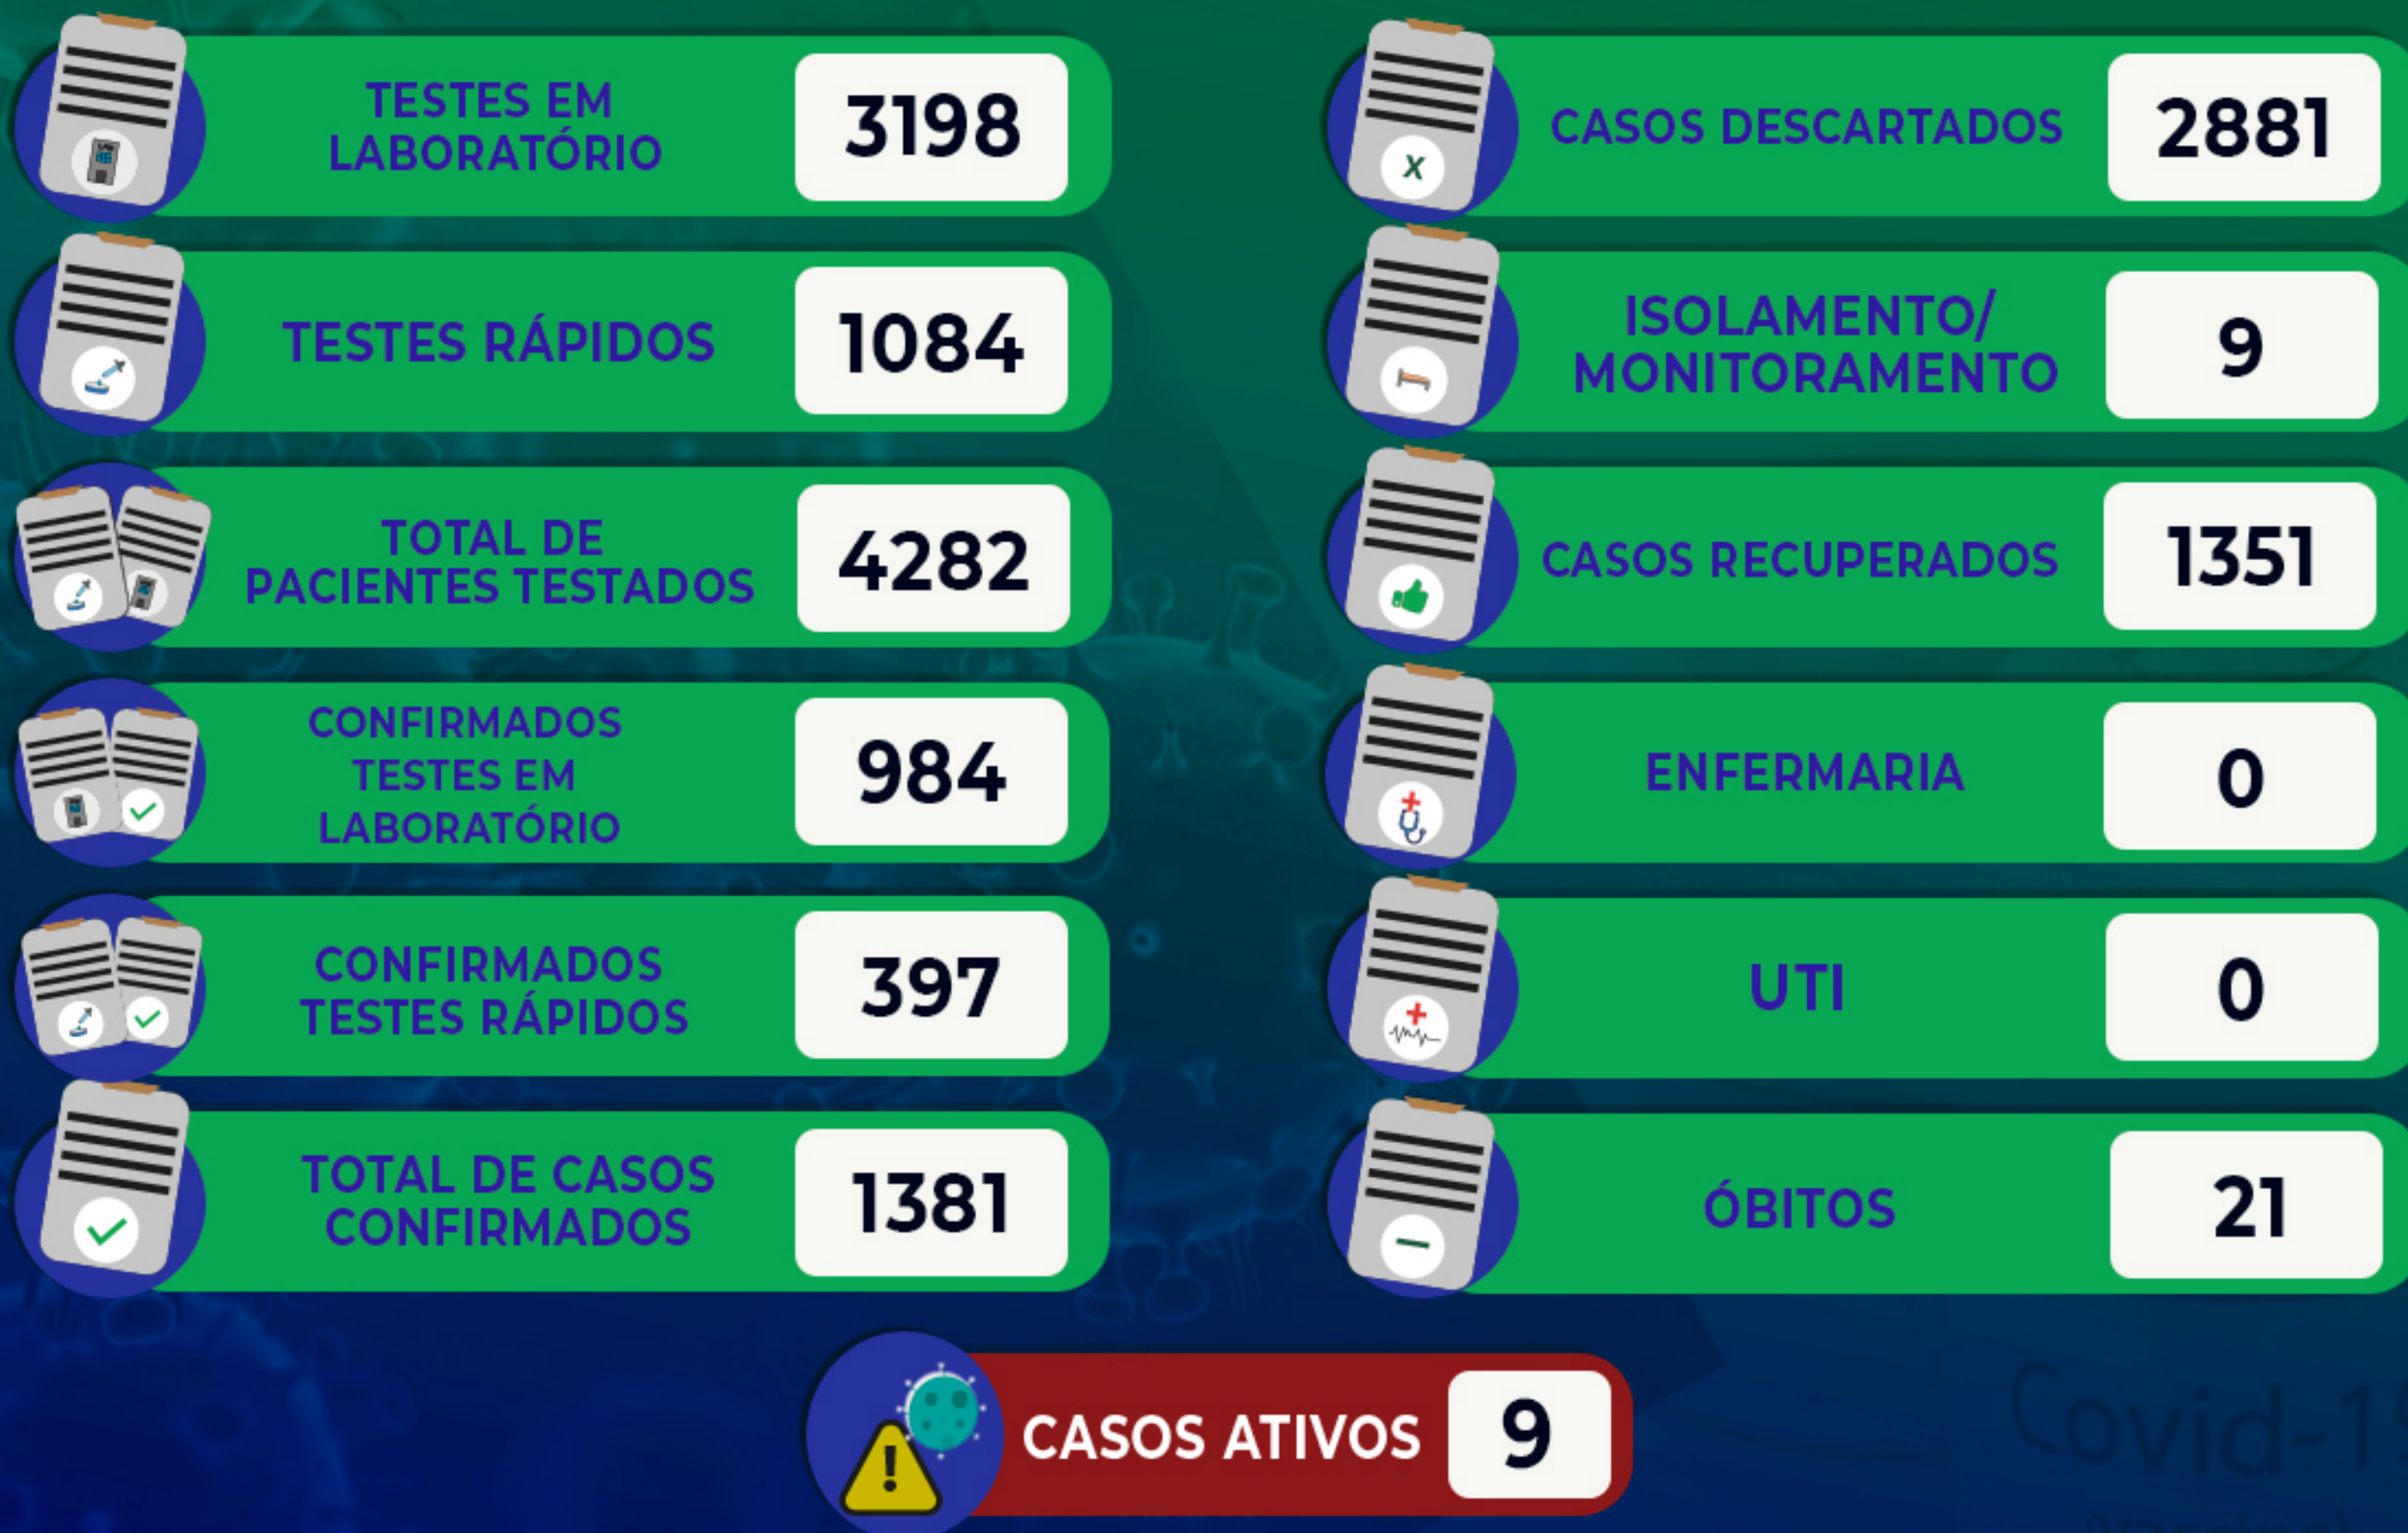 TESTES EM
LABORATÓRIO
3198
TESTES RÁPIDOS
1084
TOTAL DE
PACIENTES TESTADOS
4282
CONFIRMADOS
TESTES EM
LABORATÓRIO
984
CONFIRMADOS
TESTES RÁPIDOS
397
TOTAL DE CASOS
CONFIRMADOS
1381
CASOS DESCARTADOS
2881
ISOLAMENTO/
MONITORAMENTO
9
CASOS RECUPERADOS
1351
ENFERMARIA
0
UTI
0
ÓBITOS
21
CASOS ATIVOS
9